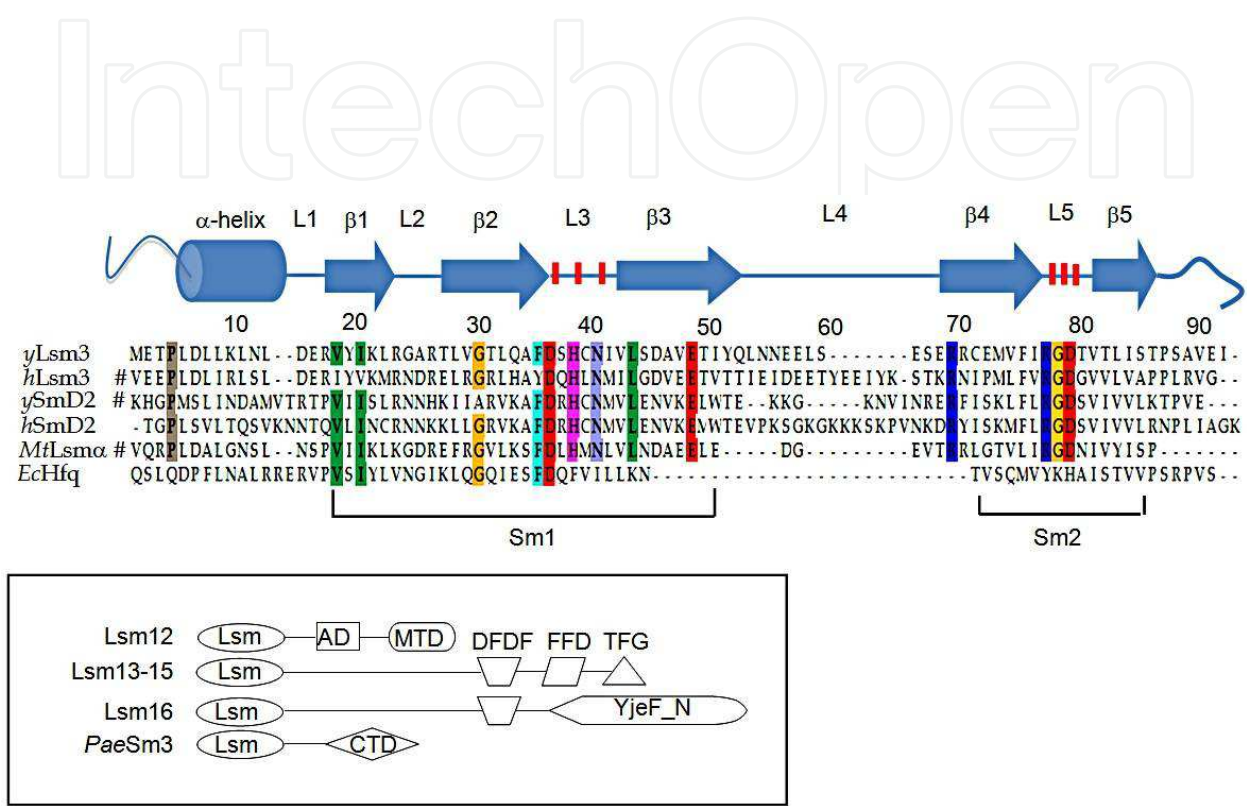 IntechOpen
α-helix L1 β1 L2 β2 L3 β3 L4 β4 L5 β5
10 20 30 40 50 60 70 80 90
yLsm3 METPLDLLKLNL--DERVYIKLRGARTLVGTLQAFDSHCNIVLSDAVETIYQLNNEELS-------ESERRCEMVFIRGDTVTLISTPSAVEI-
hLsm3 #VEEPLDLIRLSL--DERIYVKMRNDRELRGRLHAYDQHLNMILGDVEETVTTIEIDEETYEEIYK-STKRNIPMLFVRGDGVVLVAPPLRVG--
ySmD2 #KHGPMSLINDAMVTRTPVIISLRNNHKIIARVKAFDRHCNMVLENVKELWTE--KKG----KNVINRERFISKLFLRGDSVIVVLKTPVE---
hSmD2 -TGPLSVLTQSVKNNTQVLINCRNNKKLLGRVKAFDRHCNMVLENVKEMWTEVPKSGKGKKKSKPVNKDRYISKMFLRGDSVIVVLRNPLIAGK
MtLsmα #VQRPLDALGNSL--NSPVIIKLKGDREFRGVLKSFDLHMNLVLNDAEELE-----DG--------EVTRRLGTVLIRGDNIVYISP-------
EcHfq QSLQDPFLNALRRERVPVSIYLVNGIKLQGQIESFDQFVILLKN---------------------------TVSQMVYKHAISTVVPSRPVS--
Sm1 Sm2
Lsm12 Lsm AD MTD DFDF FFD TFG
Lsm13-15 Lsm
Lsm16 Lsm YjeF_N
PaeSm3 Lsm CTD